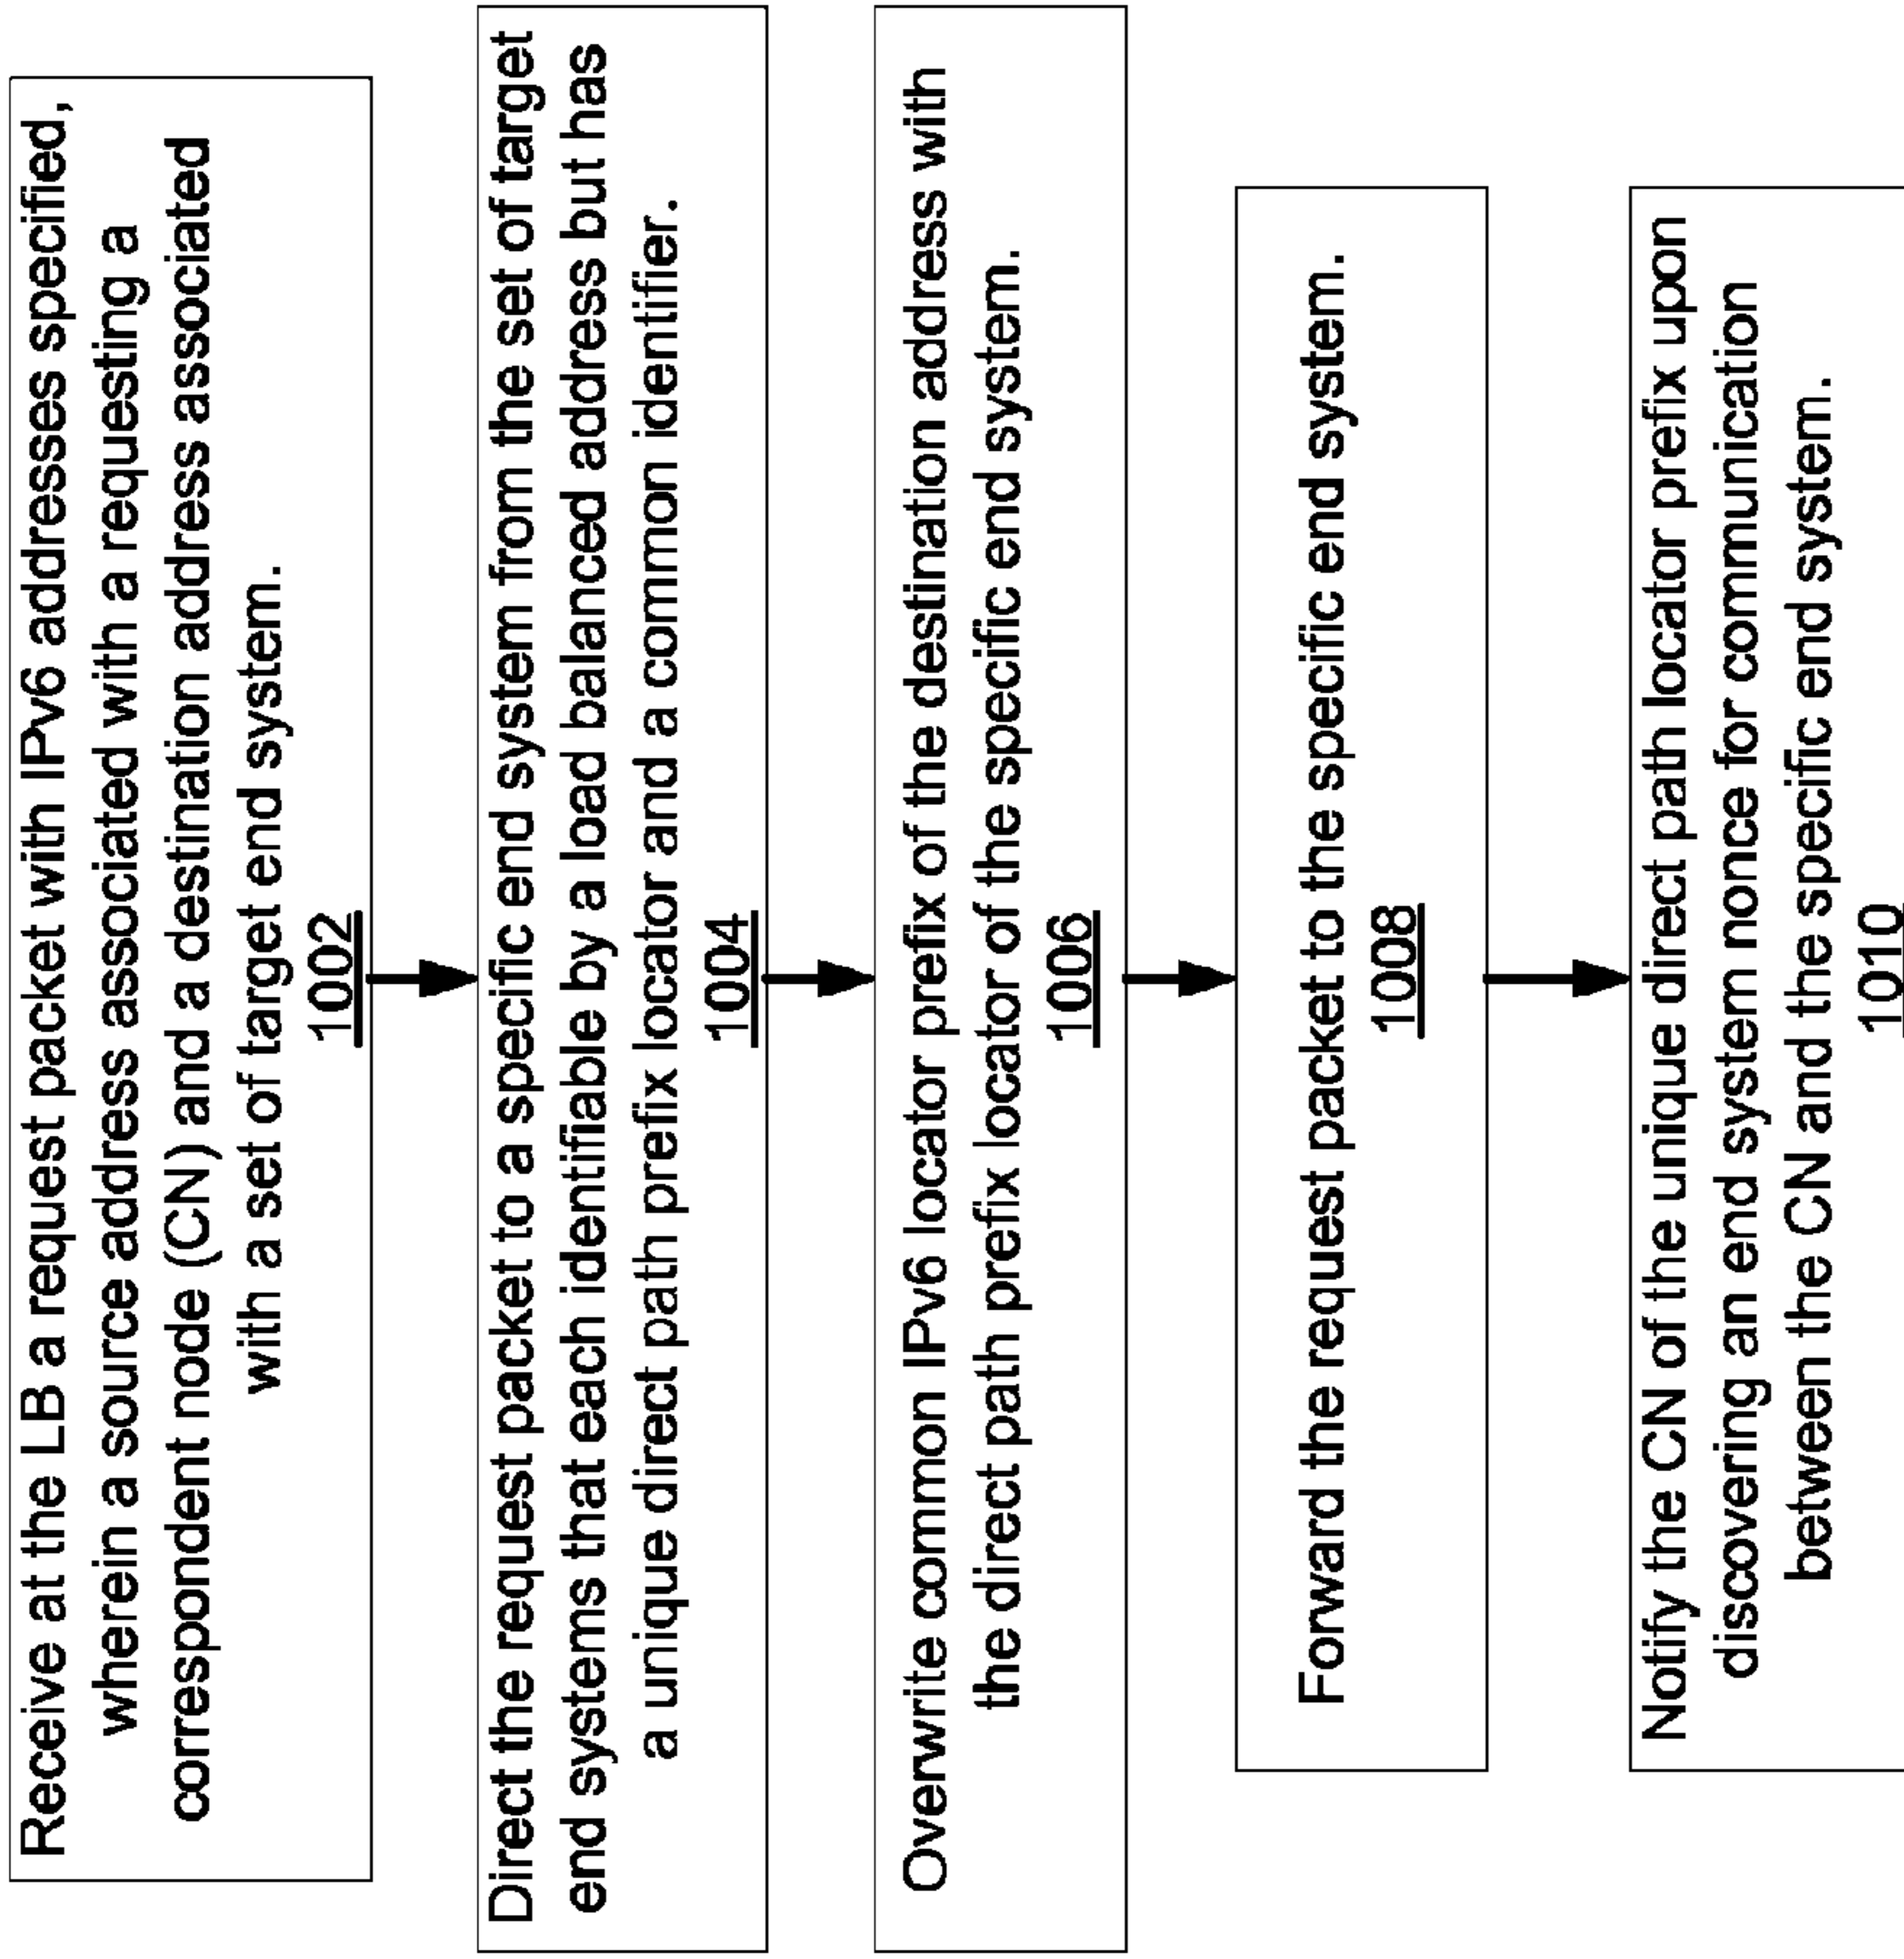 Receive at the LB a request packet with IPv6 addresses specified,
wherein a source address associated with a requesting a
correspondent node (CN) and a destination address associated
with a set of target end system.
1002
Direct the request packet to a specific end system from the set of target
end systems that each identifiable by a load balanced address but has
a unique direct path prefix locator and a common identifier.
1004
Overwrite common IPv6 locator prefix of the destination address with
the direct path prefix locator of the specific end system.
1006
Forward the request packet to the specific end system.
1008
Notify the CN of the unique direct path locator prefix upon
discovering an end system nonce for communication
between the CN and the specific end system.
1010